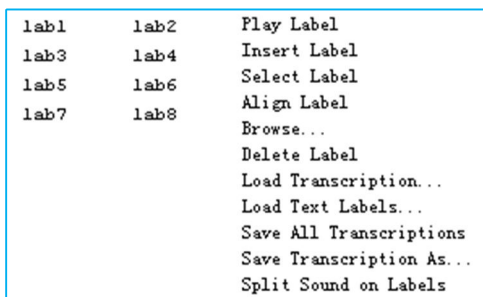 lab1 lab2 Play Label
lab3 lab4 Insert Label
lab5 lab6 Select Label
lab7 lab8 Align Label
Browse...
Delete Label
Load Transcription...
Load Text Labels...
Save All Transcriptions
Save Transcription As...
Split Sound on Labels